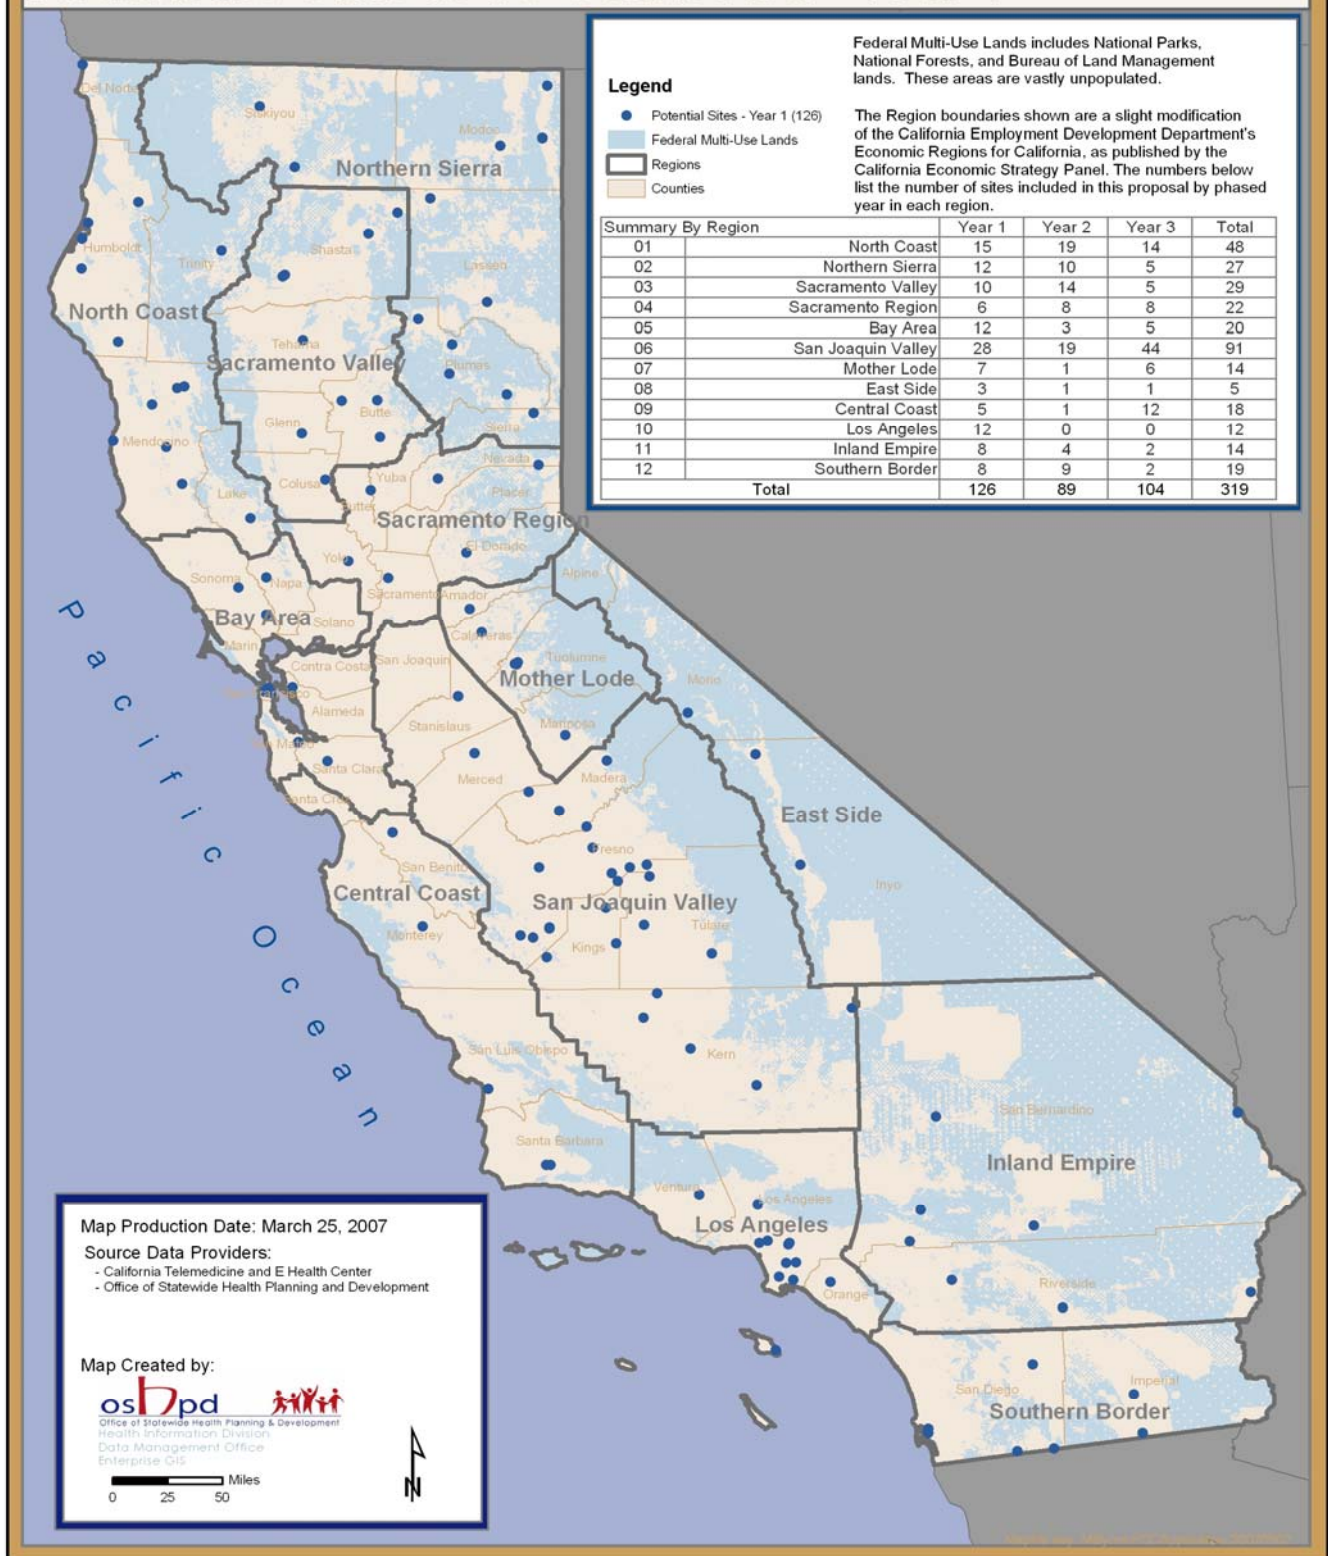 Federal Multi-Use Lands includes National Parks,
National Forests, and Bureau of Land Management
lands. These areas are vastly unpopulated.
The Region boundaries shown are a slight modification
of the California Employment Development Department's
Economic Regions for California, as published by the
California Economic Strategy Panel. The numbers below
list the number of sites included in this proposal by phased
year in each region.
Legend
Potential Sites - Year 1 (126)
Federal Multi-Use Lands
Regions
Counties
Summary By Region Year 1 Year 2 Year 3 Total
01 North Coast 15 19 14 48
02 Northern Sierra 12 10 5 27
03 Sacramento Valley 10 14 5 29
04 Sacramento Region 6 8 8 22
05 Bay Area 12 3 5 20
06 San Joaquin Valley 28 19 44 91
07 Mother Lode 7 1 6 14
08 East Side 3 1 1 5
09 Central Coast 5 1 12 18
10 Los Angeles 12 0 0 12
11 Inland Empire 8 4 2 14
12 Southern Border 8 9 2 19
Total 126 89 104 319
Del Norte
Siskiyou
Modoc
Northern Sierra
Humboldt
Trinity
Shasta
Lassen
North Coast
Tehama
Sacramento Valley
Plumas
Glenn
Butte
Sierra
Mendocino
Nevada
Lake
Colusa
Yuba
Placer
Sutter
Sacramento Region
El Dorado
Yolo
Alpine
Sonoma
Napa
Sacramento
Amador
Bay Area
Solano
Calaveras
Marin
Contra Costa
San Joaquin
Tuolumne
Mother Lode
Mono
San Francisco
Alameda
Stanislaus
Mariposa
San Mateo
Santa Clara
Merced
Madera
Santa Cruz
East Side
Fresno
San Benito
Central Coast
San Joaquin Valley
Inyo
Monterey
Kings
Tulare
San Luis Obispo
Kern
San Bernardino
Santa Barbara
Inland Empire
Ventura
Los Angeles
Los Angeles
Orange
Riverside
San Diego
Imperial
Southern Border
Pacific Ocean
Map Production Date: March 25, 2007
Source Data Providers:
- California Telemedicine and E Health Center
- Office of Statewide Health Planning and Development
Map Created by:
oshpd
Office of Statewide Health Planning & Development
Health Information Division
Data Management Office
Enterprise GIS
Miles
0 25 50
N